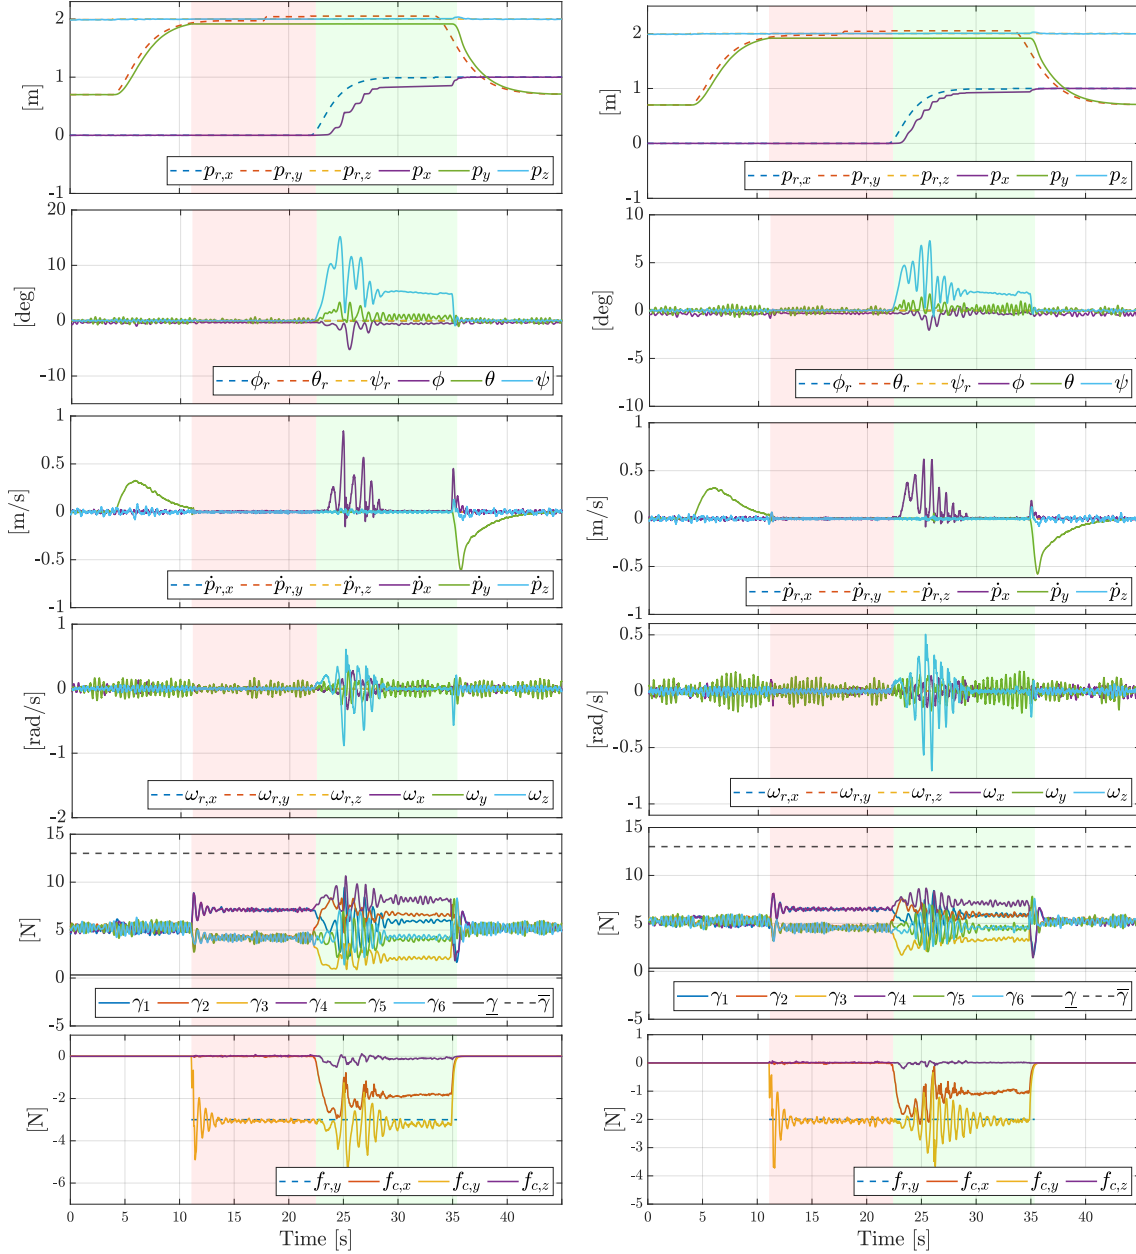 [m]
2
1
0
-1
p_{r,x} p_{r,y} p_{r,z} p_x p_y p_z
[deg]
20
10
0
-10
ϕ_r θ_r ψ_r ϕ θ ψ
[m/s]
1
0.5
0
-0.5
-1
ṗ_{r,x} ṗ_{r,y} ṗ_{r,z} ṗ_x ṗ_y ṗ_z
[rad/s]
1
0
-1
-2
ω_{r,x} ω_{r,y} ω_{r,z} ω_x ω_y ω_z
[N]
15
10
5
0
-5
γ_1 γ_2 γ_3 γ_4 γ_5 γ_6 γ̲ γ̅
[N]
0
-2
-4
-6
f_{r,y} f_{c,x} f_{c,y} f_{c,z}
0 5 10 15 20 25 30 35 40
Time [s]
[m]
2
1
0
-1
p_{r,x} p_{r,y} p_{r,z} p_x p_y p_z
[deg]
10
5
0
-5
-10
ϕ_r θ_r ψ_r ϕ θ ψ
[m/s]
1
0.5
0
-0.5
-1
ṗ_{r,x} ṗ_{r,y} ṗ_{r,z} ṗ_x ṗ_y ṗ_z
[rad/s]
0.5
0
-0.5
-1
ω_{r,x} ω_{r,y} ω_{r,z} ω_x ω_y ω_z
[N]
15
10
5
0
-5
γ_1 γ_2 γ_3 γ_4 γ_5 γ_6 γ̲ γ̅
[N]
1
0
-1
-2
-3
-4
-5
f_{r,y} f_{c,x} f_{c,y} f_{c,z}
0 5 10 15 20 25 30 35 40
Time [s]